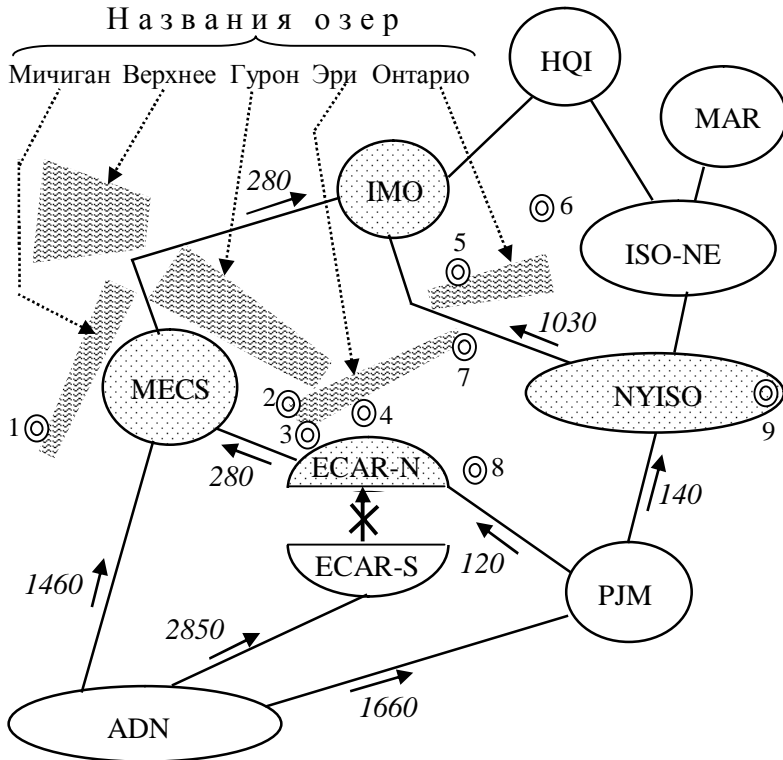 Названия озер
Мичиган Верхнее Гурон Эри Онтарио
HQI
MAR
280
IMO
6
5
ISO-NE
1030
MECS
2
7
NYISO
1
3
4
9
280
ECAR-N
8
140
ECAR-S
120
1460
PJM
2850
1660
ADN